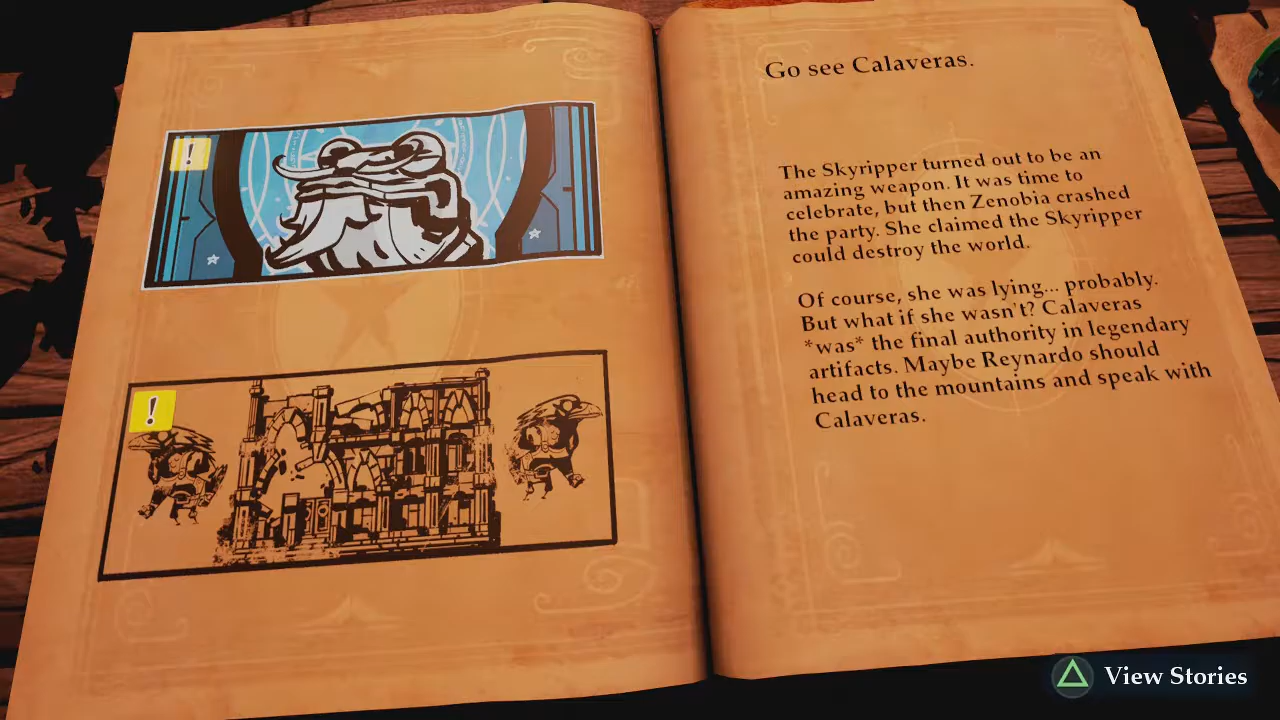 !
!
Go see Calaveras.
The Skyripper turned out to be an
amazing weapon. It was time to
celebrate, but then Zenobia crashed
the party. She claimed the Skyripper
could destroy the world.
Of course, she was lying... probably.
But what if she wasn't? Calaveras
*was* the final authority in legendary
artifacts. Maybe Reynardo should
head to the mountains and speak with
Calaveras.
View Stories